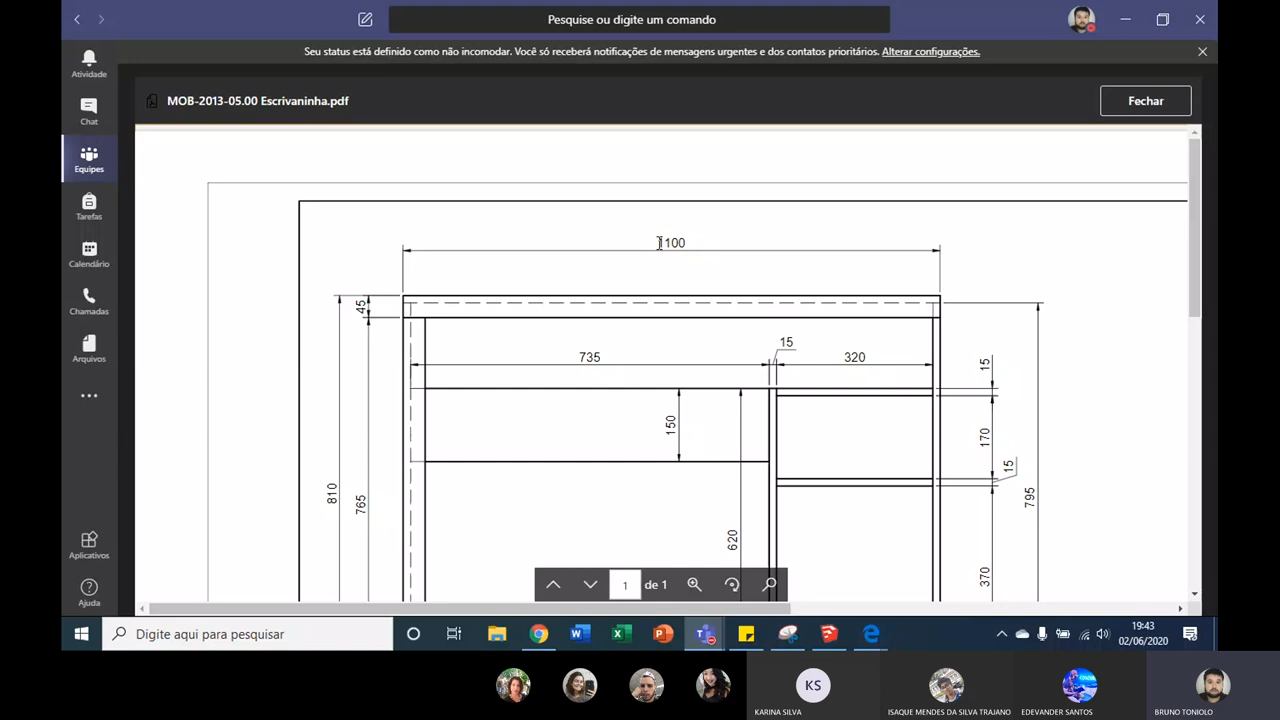 Pesquise ou digite um comando
Seu status está definido como não incomodar. Você só receberá notificações de mensagens urgentes e dos contatos prioritários. Alterar configurações.
Atividade
Chat
Equipes
Tarefas
Calendário
Chamadas
Arquivos
Aplicativos
Ajuda
MOB-2013-05.00 Escrivaninha.pdf
Fechar
1100
45
735
15
320
15
150
170
15
810
765
620
795
370
1 de 1
Digite aqui para pesquisar
19:43
02/06/2020
KS
KARINA SILVA
ISAQUE MENDES DA SILVA TRAJANO
EDEVANDER SANTOS
BRUNO TONIOLO